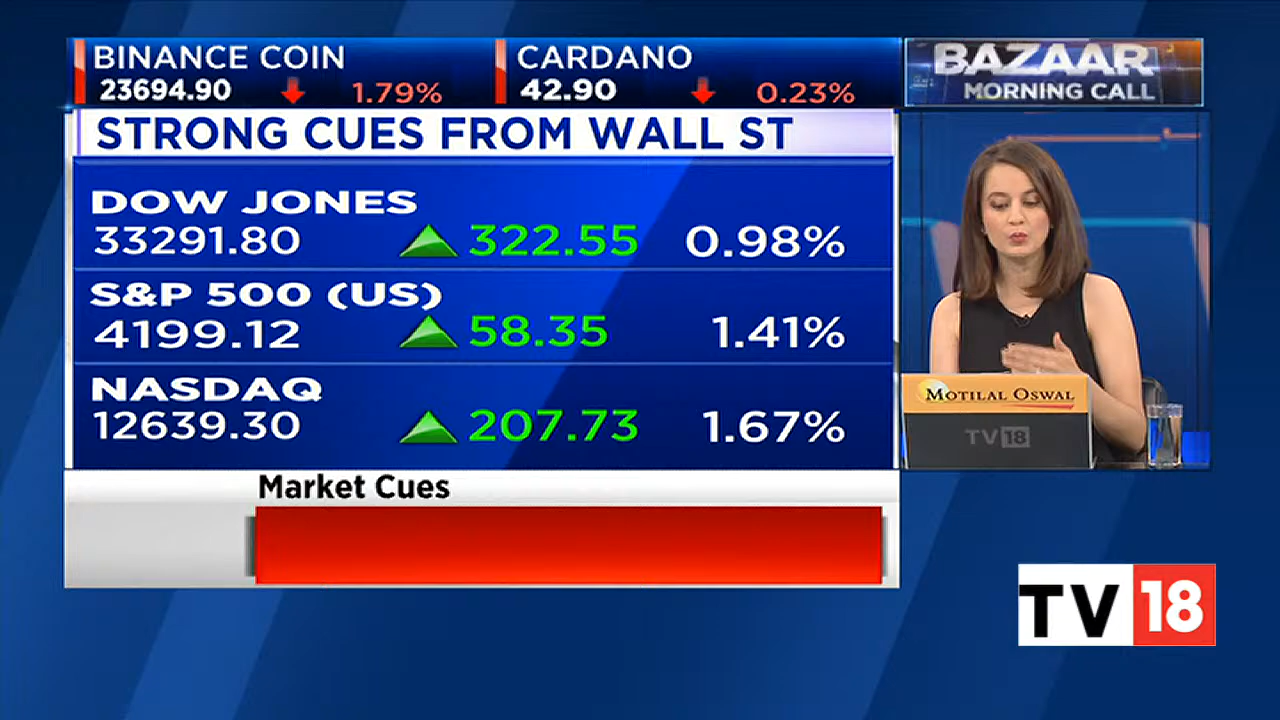 BINANCE COIN
23694.90 1.79%
CARDANO
42.90 0.23%
BAZAAR
MORNING CALL
STRONG CUES FROM WALL ST
DOW JONES
33291.80 322.55 0.98%
S&P 500 (US)
4199.12 58.35 1.41%
NASDAQ
12639.30 207.73 1.67%
Market Cues
MOTILAL OSWAL
TV18
TV18